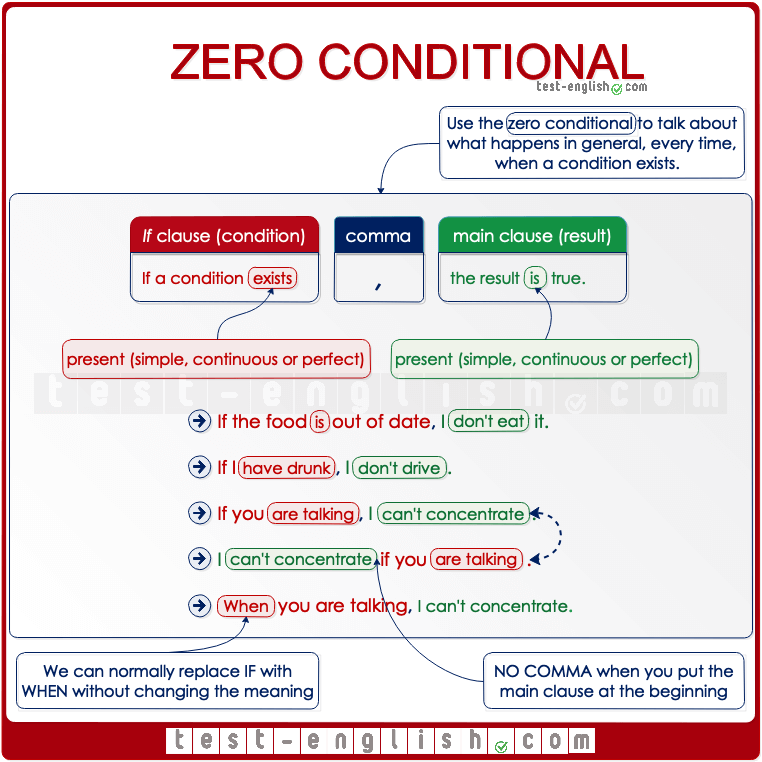 ZERO CONDITIONAL
test-english.com
Use the zero conditional to talk about
what happens in general, every time,
when a condition exists.
If clause (condition)
comma
main clause (result)
If a condition exists
,
the result is true.
present (simple, continuous or perfect)
present (simple, continuous or perfect)
test-english.com
If the food is out of date, I don't eat it.
If I have drunk, I don't drive.
If you are talking, I can't concentrate.
I can't concentrate if you are talking.
When you are talking, I can't concentrate.
We can normally replace IF with
WHEN without changing the meaning
NO COMMA when you put the
main clause at the beginning
test-english.com